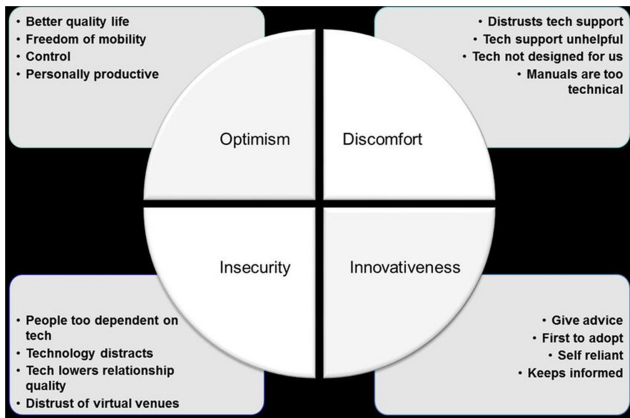 • Better quality life
• Freedom of mobility
• Control
• Personally productive
• Distrusts tech support
• Tech support unhelpful
• Tech not designed for us
• Manuals are too
technical
Optimism
Discomfort
Insecurity
Innovativeness
• People too dependent on
tech
• Technology distracts
• Tech lowers relationship
quality
• Distrust of virtual venues
• Give advice
• First to adopt
• Self reliant
• Keeps informed